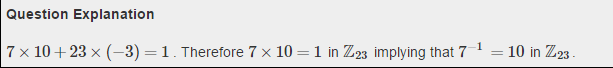 Question Explanation
7 × 10 + 23 × (−3) = 1. Therefore 7 × 10 = 1 in ℤ₂₃ implying that 7⁻¹ = 10 in ℤ₂₃.